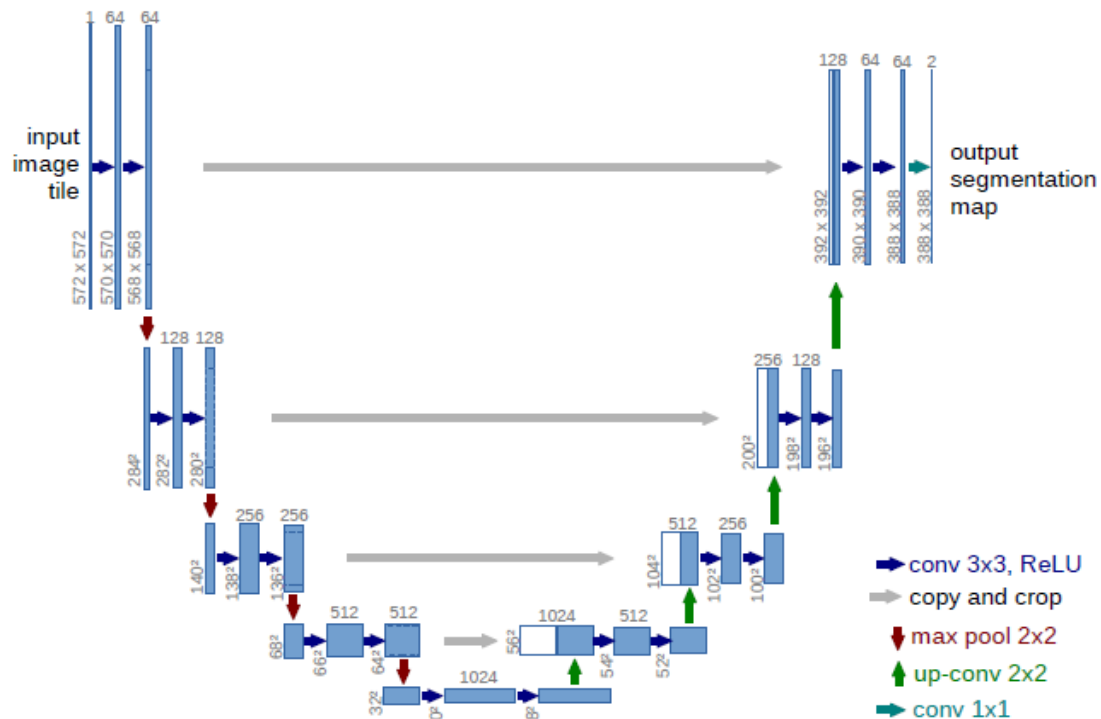 1 64 64
input
image
tile
572 x 572
570 x 570
568 x 568
128 64 64 2
output
segmentation
map
392 x 392
390 x 390
388 x 388
388 x 388
128 128
284²
282²
280²
256 128
200²
198²
196²
256 256
140²
138²
136²
512 256
104²
102²
100²
512 512
68²
66²
64²
1024 512
56²
54²
52²
1024
32²
conv 3x3, ReLU
copy and crop
max pool 2x2
up-conv 2x2
conv 1x1